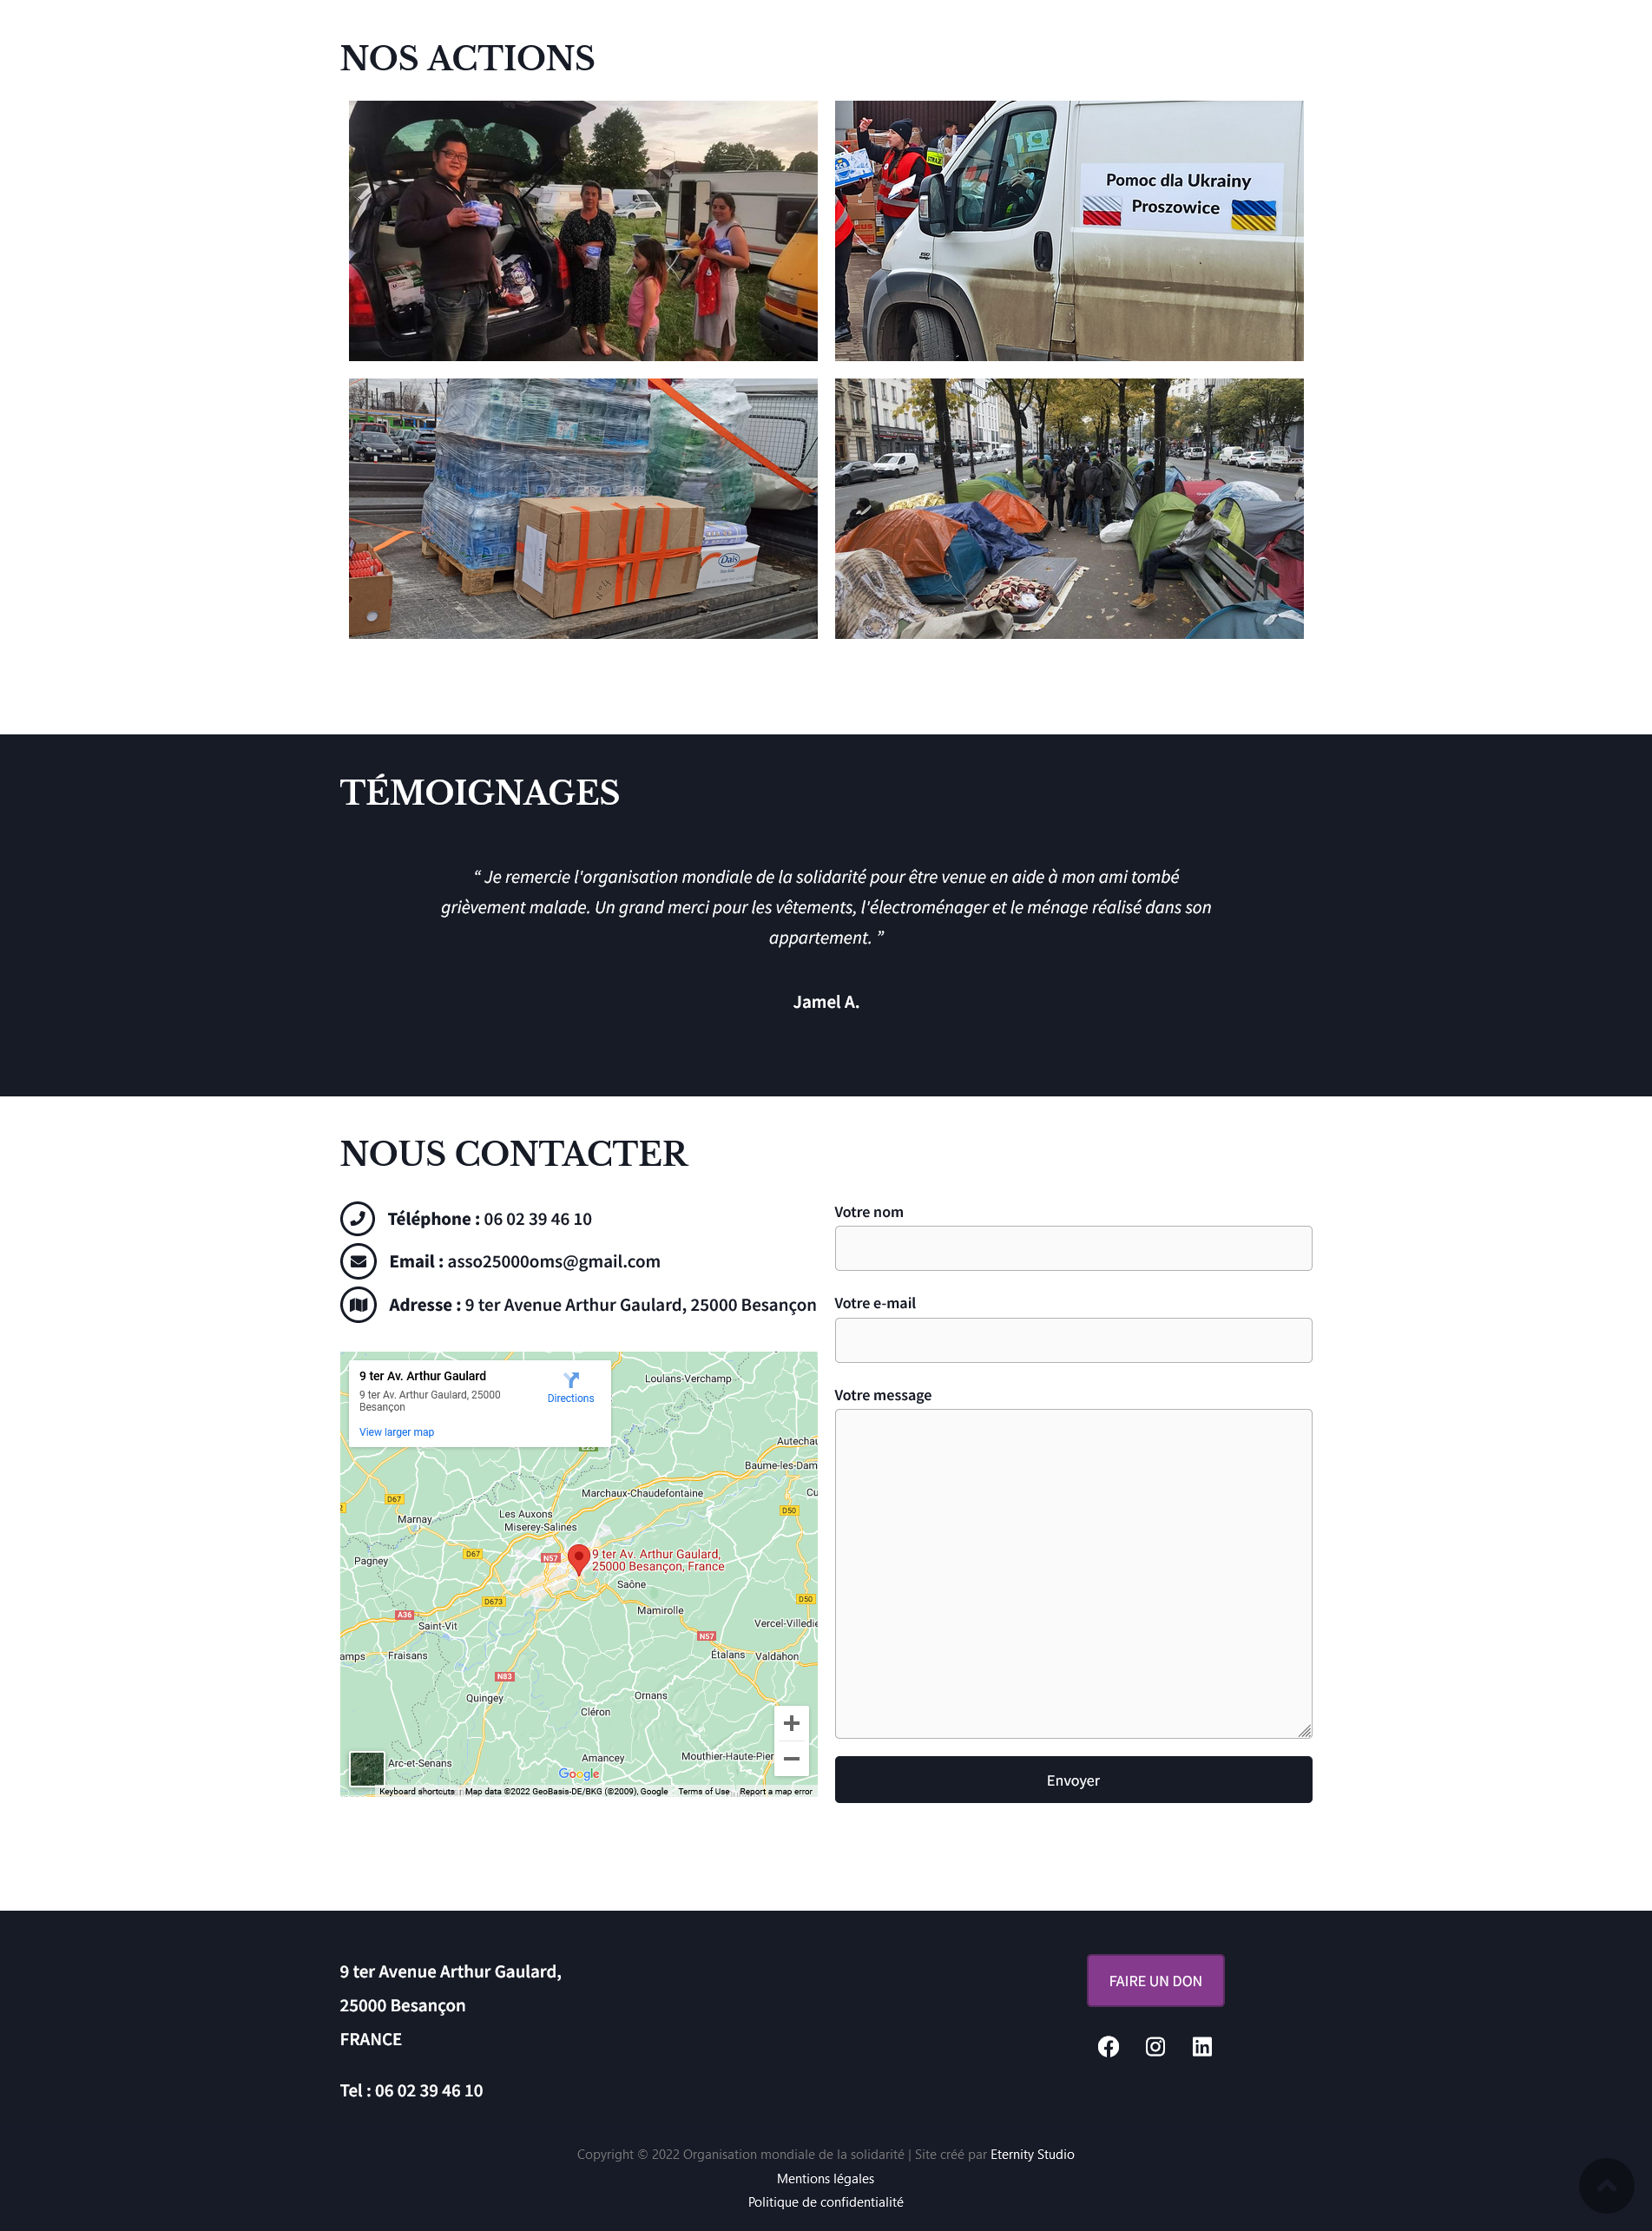 NOS ACTIONS
Pomoc dla Ukrainy
Proszowice
STRAŻ
Dais
TÉMOIGNAGES
“ Je remercie l'organisation mondiale de la solidarité pour être venue en aide à mon ami tombé
grièvement malade. Un grand merci pour les vêtements, l'électroménager et le ménage réalisé dans son
appartement. ”
Jamel A.
NOUS CONTACTER
Téléphone : 06 02 39 46 10
Email : asso25000oms@gmail.com
Adresse : 9 ter Avenue Arthur Gaulard, 25000 Besançon
9 ter Av. Arthur Gaulard
9 ter Av. Arthur Gaulard, 25000
Besançon
Directions
View larger map
Loulans-Verchamp
Autechau
Baume-les-Dam
Marchaux-Chaudefontaine
Cu
D67
D50
Les Auxons
Marnay
Miserey-Salines
D67
N57
9 ter Av. Arthur Gaulard,
25000 Besançon, France
Pagney
Saône
D673
D50
A36
Mamirolle
Saint-Vit
Vercel-Villedie
N57
amps
Fraisans
Étalans
Valdahon
N83
Quingey
Ornans
Cléron
Amancey
Mouthier-Haute-Pier
Arc-et-Senans
Google
Keyboard shortcuts
Map data ©2022 GeoBasis-DE/BKG (©2009), Google
Terms of Use
Report a map error
Votre nom
Votre e-mail
Votre message
Envoyer
9 ter Avenue Arthur Gaulard,
25000 Besançon
FRANCE
Tel : 06 02 39 46 10
FAIRE UN DON
Copyright © 2022 Organisation mondiale de la solidarité | Site créé par Eternity Studio
Mentions légales
Politique de confidentialité